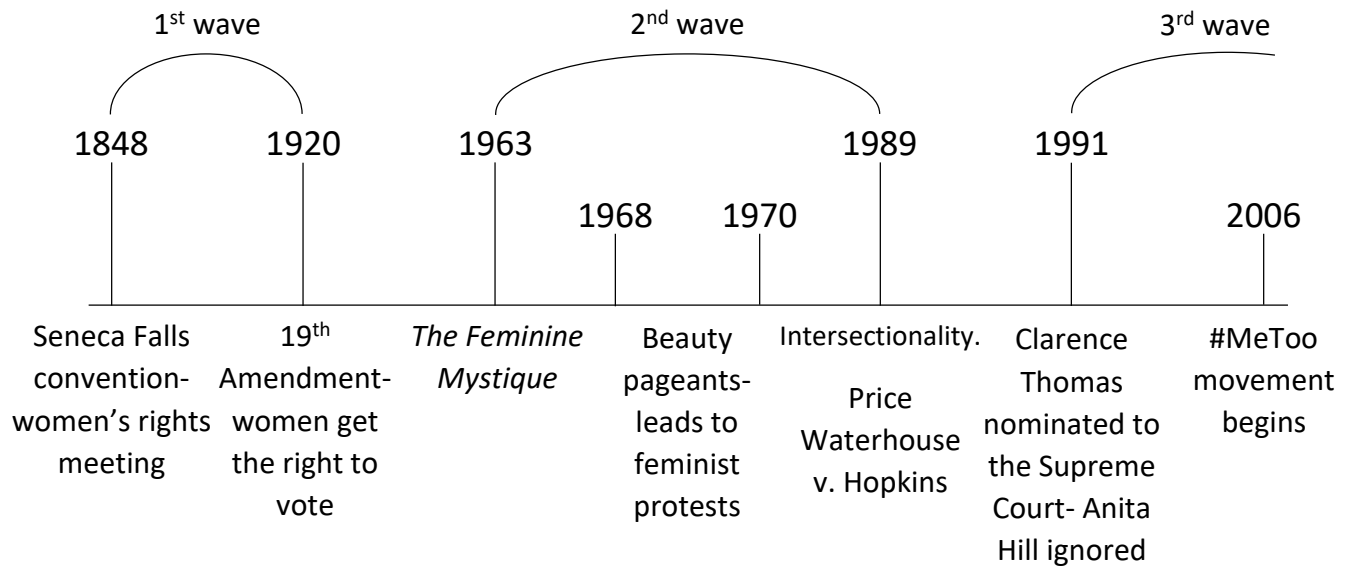 1st wave
2nd wave
3rd wave
1848
1920
1963
1989
1991
1968
1970
2006
Seneca Falls
convention-
women’s rights
meeting
19th
Amendment-
women get
the right to
vote
The Feminine
Mystique
Beauty
pageants-
leads to
feminist
protests
Intersectionality.
Price
Waterhouse
v. Hopkins
Clarence
Thomas
nominated to
the Supreme
Court- Anita
Hill ignored
#MeToo
movement
begins